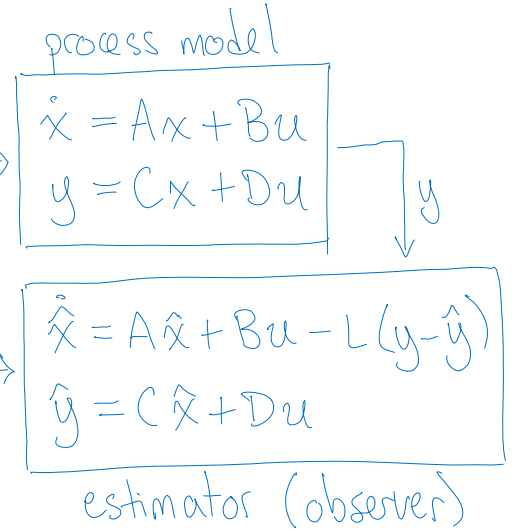 process model
ẋ = Ax + Bu
y = Cx + Du
y
x̂̇ = Ax̂ + Bu - L(y-ŷ)
ŷ = Cx̂ + Du
estimator (observer)